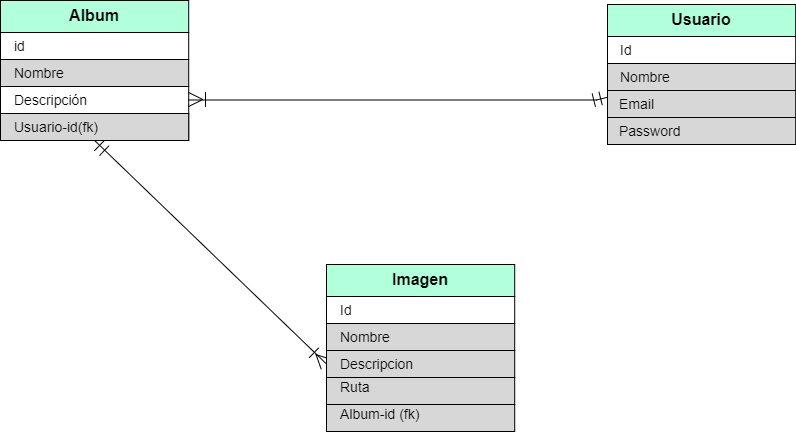 Album
id
Nombre
Descripción
Usuario-id(fk)
Usuario
Id
Nombre
Email
Password
Imagen
Id
Nombre
Descripcion
Ruta
Album-id (fk)